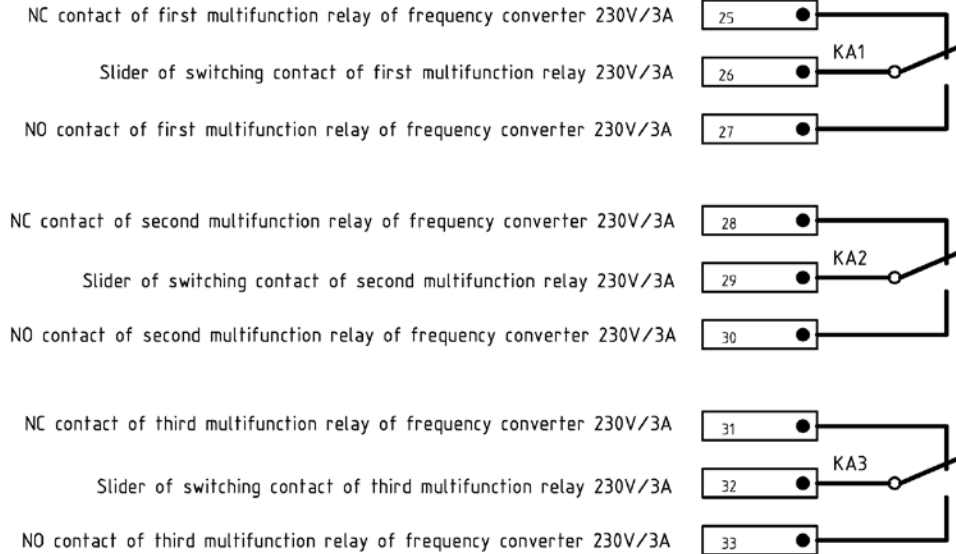 NC contact of first multifunction relay of frequency converter 230V/3A 25
KA1
Slider of switching contact of first multifunction relay 230V/3A 26
NO contact of first multifunction relay of frequency converter 230V/3A 27
NC contact of second multifunction relay of frequency converter 230V/3A 28
KA2
Slider of switching contact of second multifunction relay 230V/3A 29
NO contact of second multifunction relay of frequency converter 230V/3A 30
NC contact of third multifunction relay of frequency converter 230V/3A 31
KA3
Slider of switching contact of third multifunction relay 230V/3A 32
NO contact of third multifunction relay of frequency converter 230V/3A 33